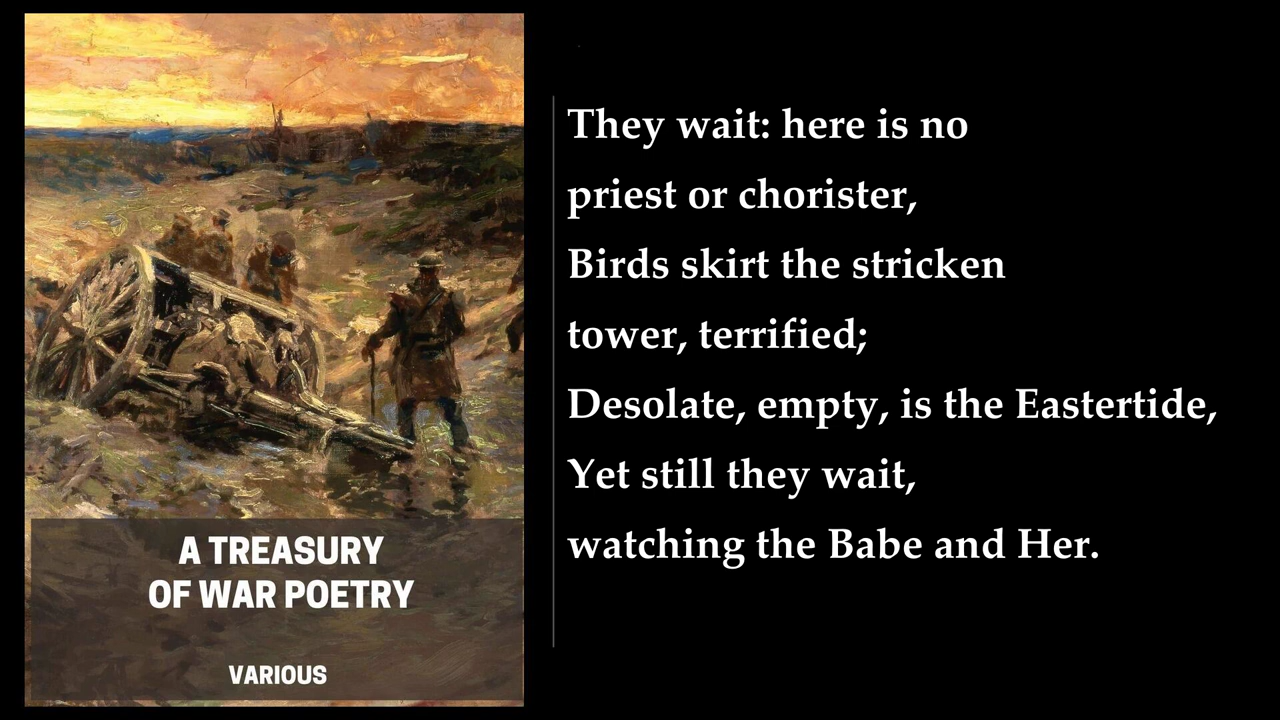 A TREASURY
OF WAR POETRY
VARIOUS
They wait: here is no
priest or chorister,
Birds skirt the stricken
tower, terrified;
Desolate, empty, is the Eastertide,
Yet still they wait,
watching the Babe and Her.